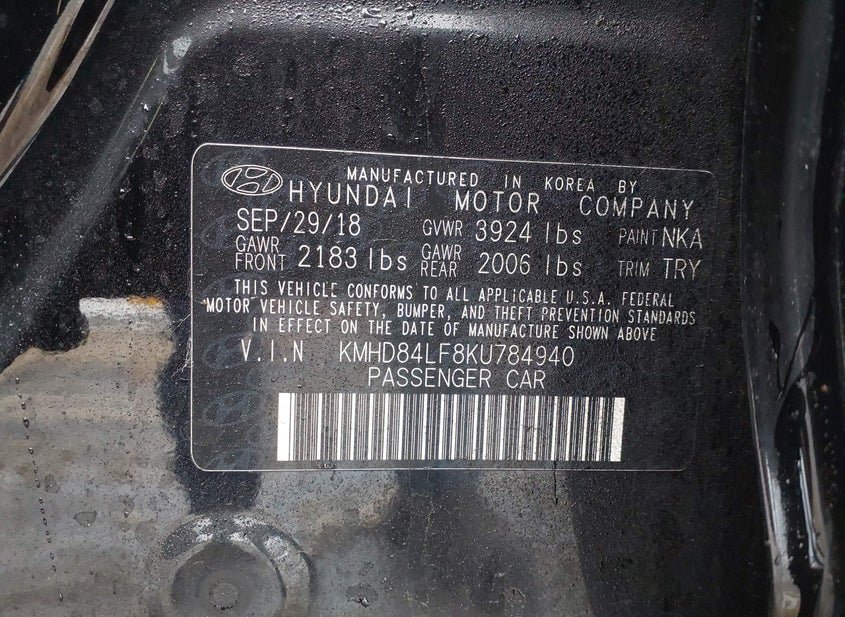 MANUFACTURED IN KOREA BY
HYUNDAI MOTOR COMPANY
SEP/29/18 GVWR 3924 lbs PAINT NKA
GAWR FRONT 2183 lbs GAWR REAR 2006 lbs TRIM TRY
THIS VEHICLE CONFORMS TO ALL APPLICABLE U.S.A. FEDERAL
MOTOR VEHICLE SAFETY, BUMPER, AND THEFT PREVENTION STANDARDS
IN EFFECT ON THE DATE OF MANUFACTURE SHOWN ABOVE
V.I.N KMHD84LF8KU784940
PASSENGER CAR